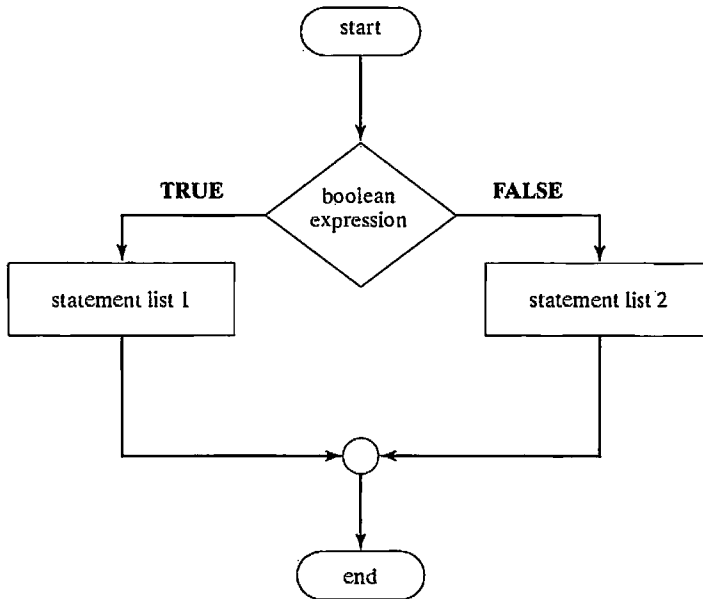 start
TRUE
boolean
expression
FALSE
statement list 1
statement list 2
end